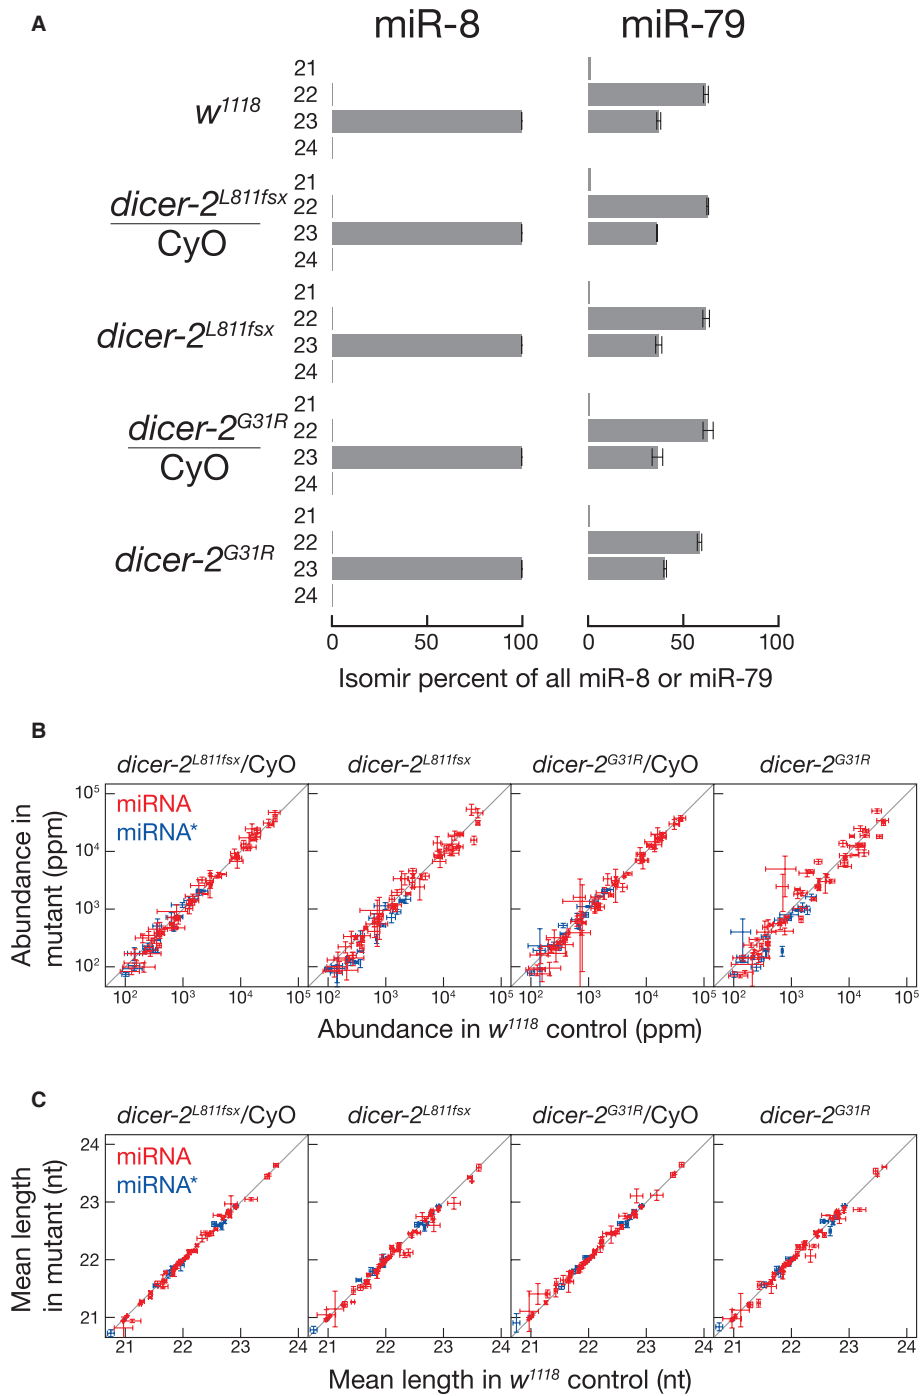 A
miR-8 miR-79
w1118
21
22
23
24
dicer-2L811fsx
CyO
21
22
23
24
dicer-2L811fsx
21
22
23
24
dicer-2G31R
CyO
21
22
23
24
dicer-2G31R
21
22
23
24
0 50 100 0 50 100
Isomir percent of all miR-8 or miR-79
B
dicer-2L811fsx/CyO dicer-2L811fsx dicer-2G31R/CyO dicer-2G31R
Abundance in
mutant (ppm)
105
104
103
102
miRNA
miRNA*
102 103 104 105 102 103 104 105 102 103 104 105 102 103 104 105
Abundance in w1118 control (ppm)
C
dicer-2L811fsx/CyO dicer-2L811fsx dicer-2G31R/CyO dicer-2G31R
Mean length
in mutant (nt)
24
23
22
21
miRNA
miRNA*
21 22 23 24 21 22 23 24 21 22 23 24 21 22 23 24
Mean length in w1118 control (nt)